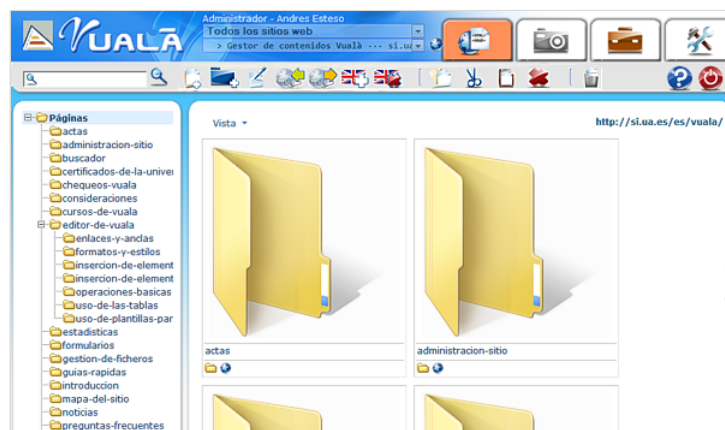 VUALÀ
Administrador - Andres Esteso
Todos los sitios web
> Gestor de contenidos Vualà --- si.ua
Páginas
actas
administracion-sitio
buscador
certificados-de-la-univer
chequeos-vuala
consideraciones
cursos-de-vuala
editor-de-vuala
enlaces-y-anclas
formatos-y-estilos
insercion-de-element
insercion-de-element
operaciones-basicas
uso-de-las-tablas
uso-de-plantillas-par
estadisticas
formularios
gestion-de-ficheros
guias-rapidas
introduccion
mapa-del-sitio
noticias
preguntas-frecuentes
Vista
http://si.ua.es/es/vuala/
actas
administracion-sitio